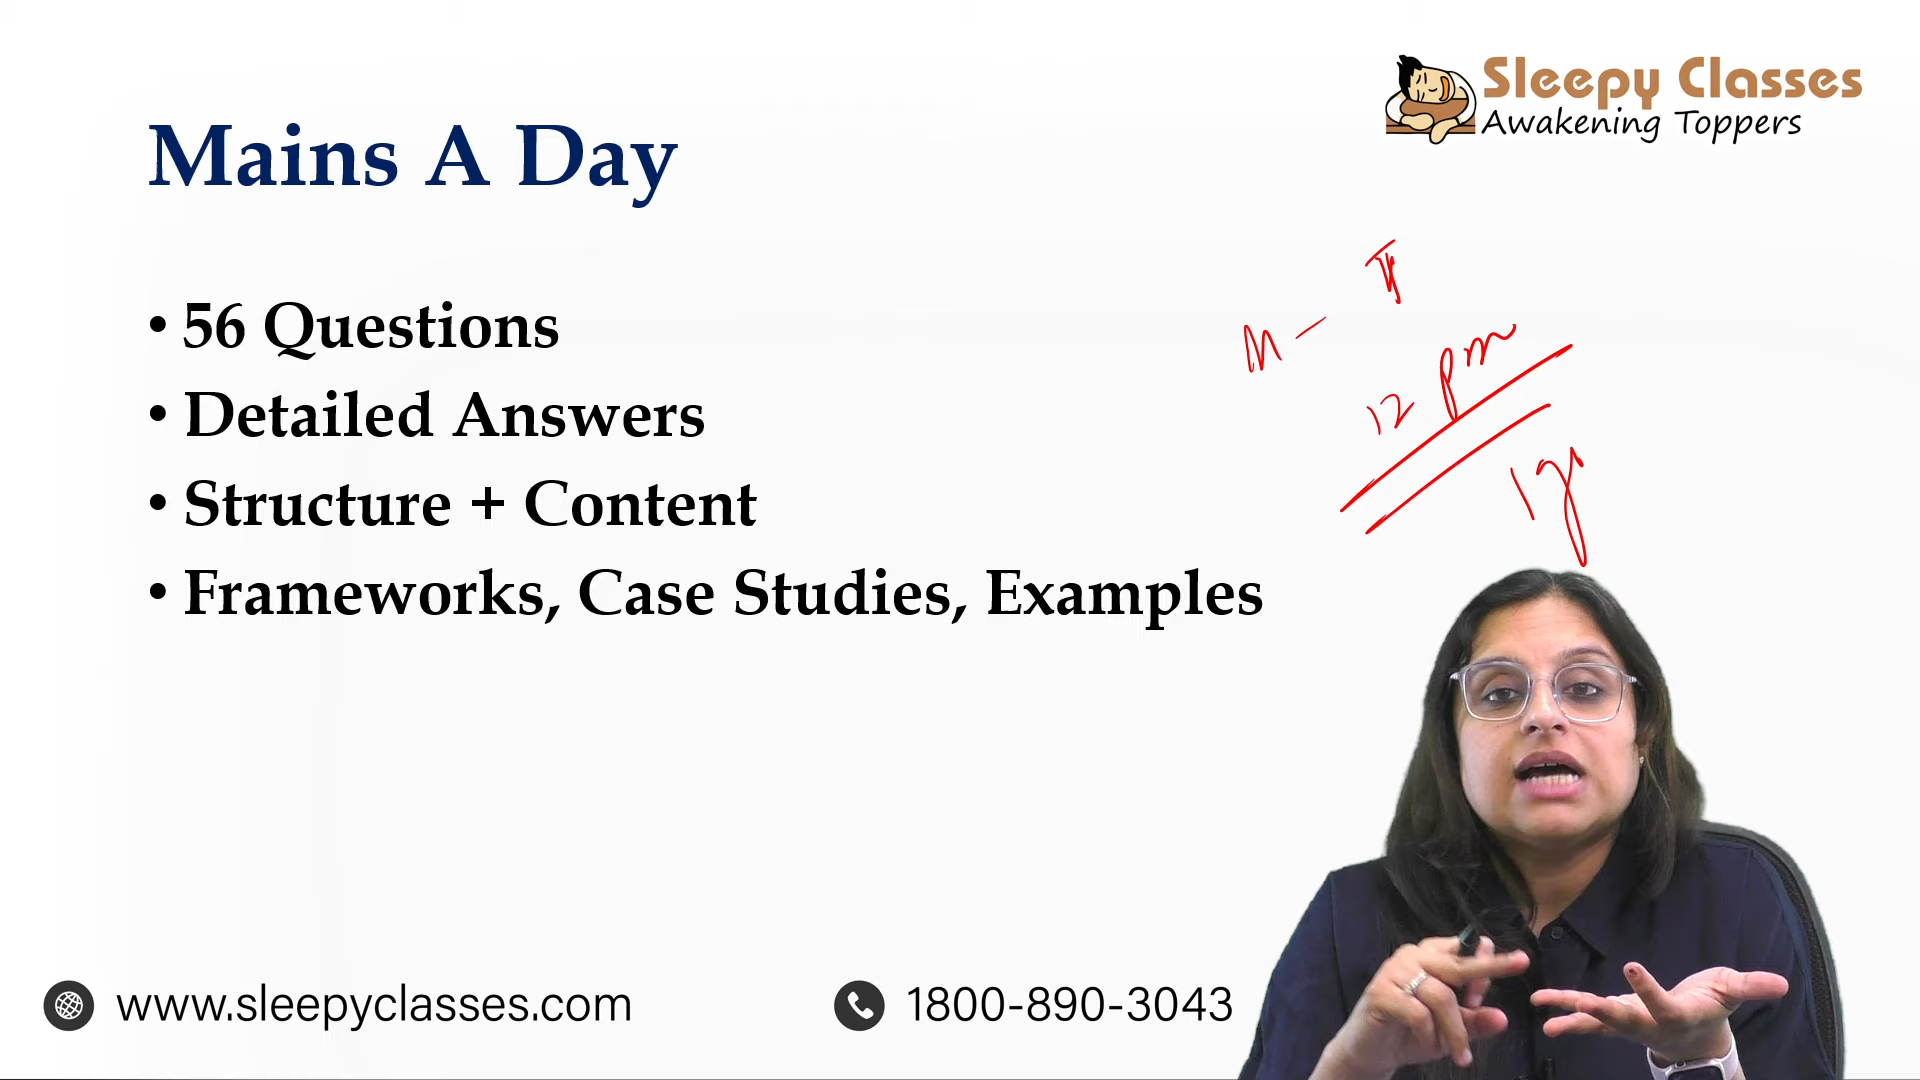 Sleepy Classes
Awakening Toppers
Mains A Day
• 56 Questions
• Detailed Answers
• Structure + Content
• Frameworks, Case Studies, Examples
M -
12 pm
www.sleepyclasses.com
1800-890-3043